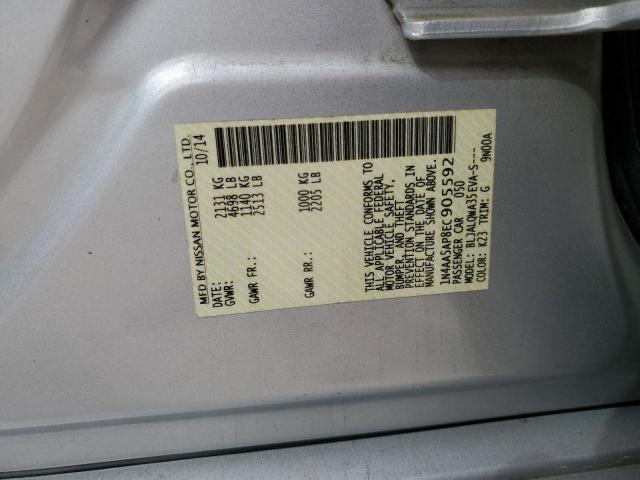 MFD BY NISSAN MOTOR CO., LTD.
DATE: 10/14
GVWR: 2131 KG
4698 LB
GAWR FR.: 1140 KG
2513 LB
GAWR RR.: 1000 KG
2205 LB
THIS VEHICLE CONFORMS TO
ALL APPLICABLE FEDERAL
MOTOR VEHICLE SAFETY,
BUMPER, AND THEFT
PREVENTION STANDARDS IN
EFFECT ON THE DATE OF
MANUFACTURE SHOWN ABOVE.
1N4AA5AP8EC905592
PASSENGER CAR 050
MODEL: BLJALQWA35EVA-S----
COLOR: K23 TRIM: G 9N00A